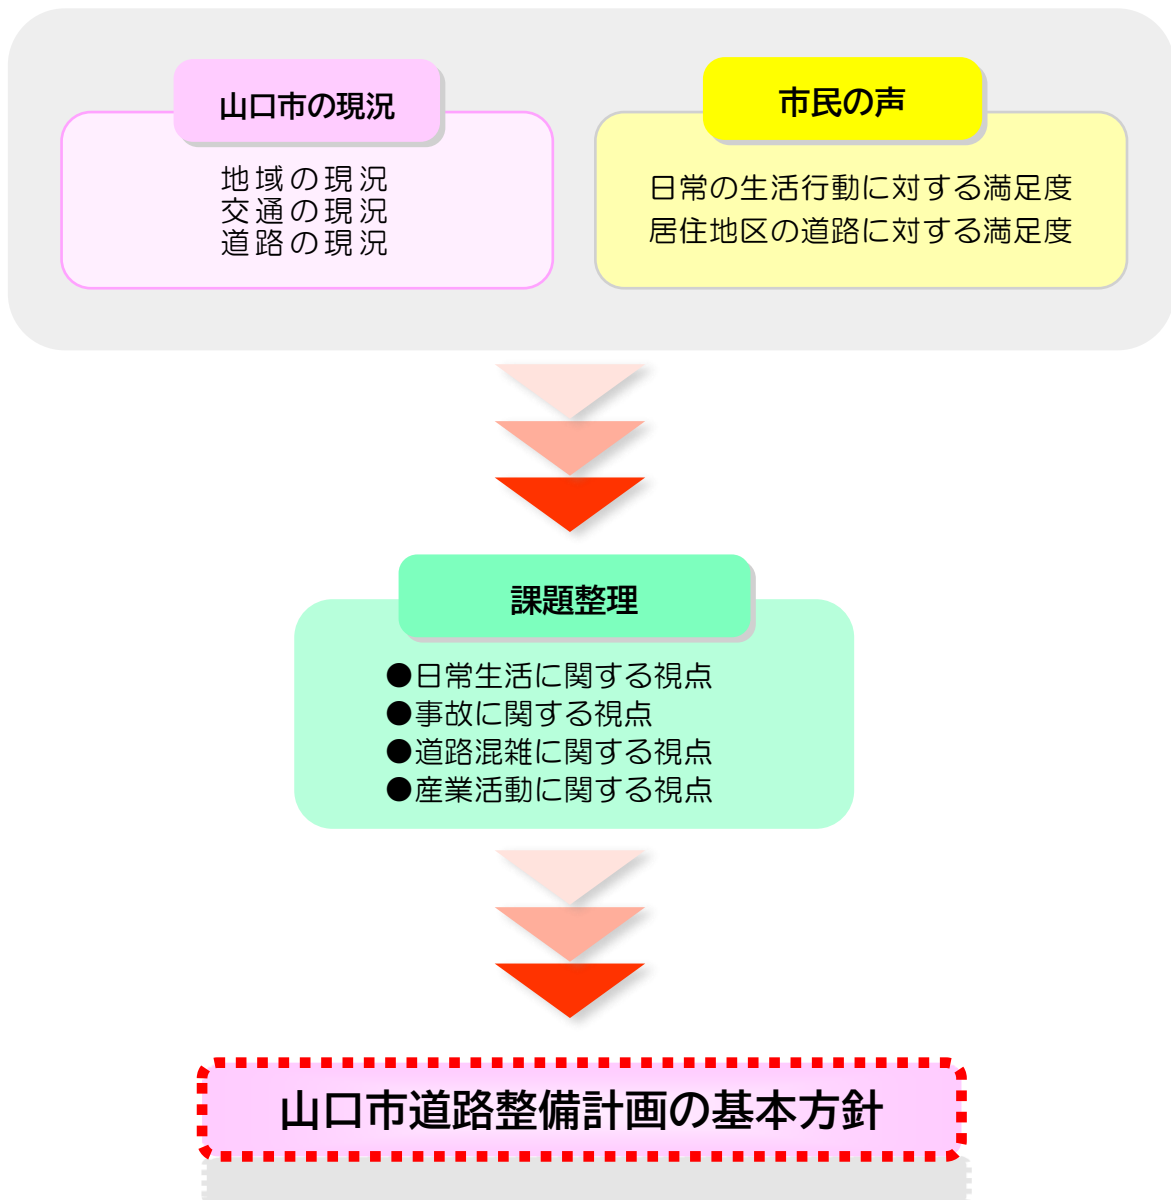 山口市の現況
地域の現況
交通の現況
道路の現況
市民の声
日常の生活行動に対する満足度
居住地区の道路に対する満足度
課題整理
●日常生活に関する視点
●事故に関する視点
●道路混雑に関する視点
●産業活動に関する視点
山口市道路整備計画の基本方針